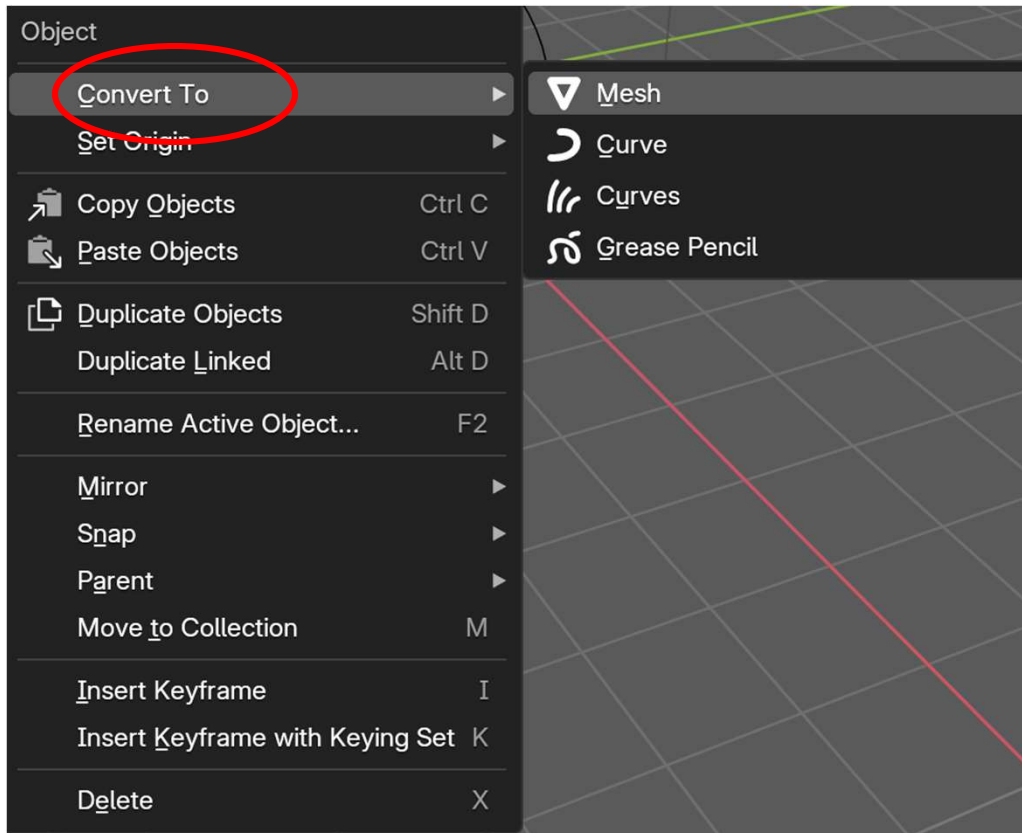 Object
Convert To
Set Origin
Copy Objects Ctrl C
Paste Objects Ctrl V
Duplicate Objects Shift D
Duplicate Linked Alt D
Rename Active Object... F2
Mirror
Snap
Parent
Move to Collection M
Insert Keyframe I
Insert Keyframe with Keying Set K
Delete X
Mesh
Curve
Curves
Grease Pencil